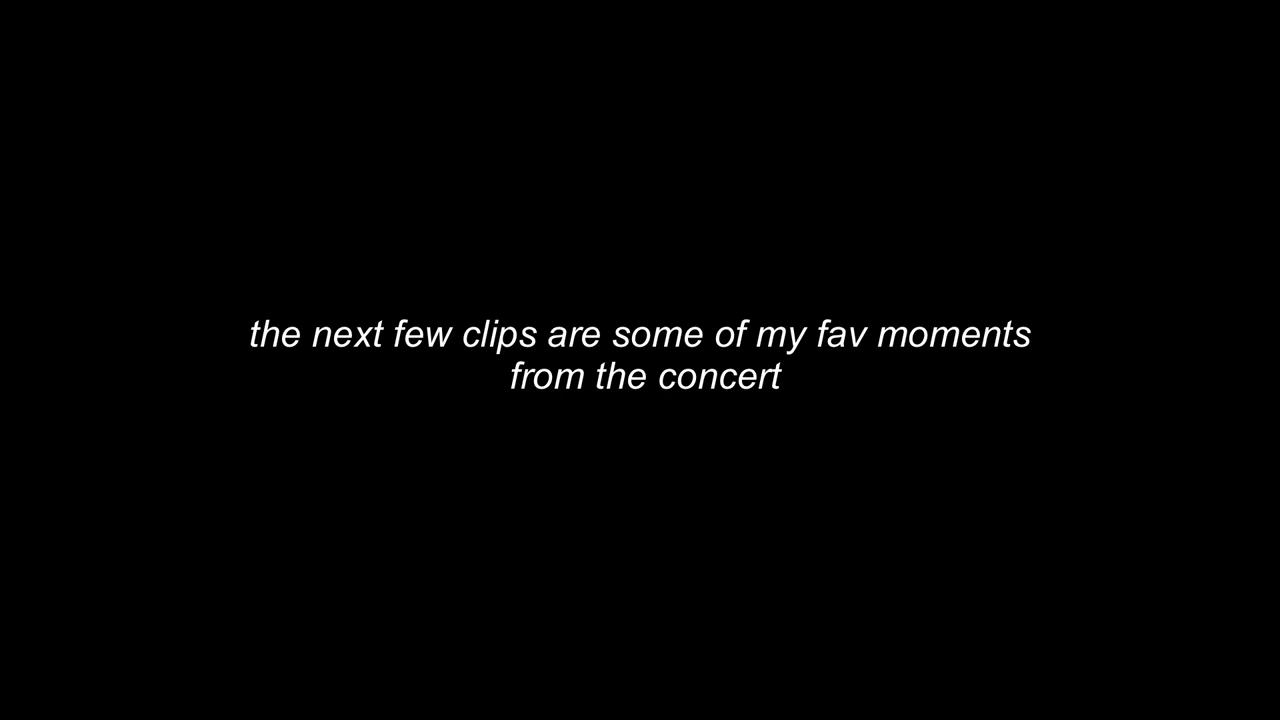 the next few clips are some of my fav moments
from the concert